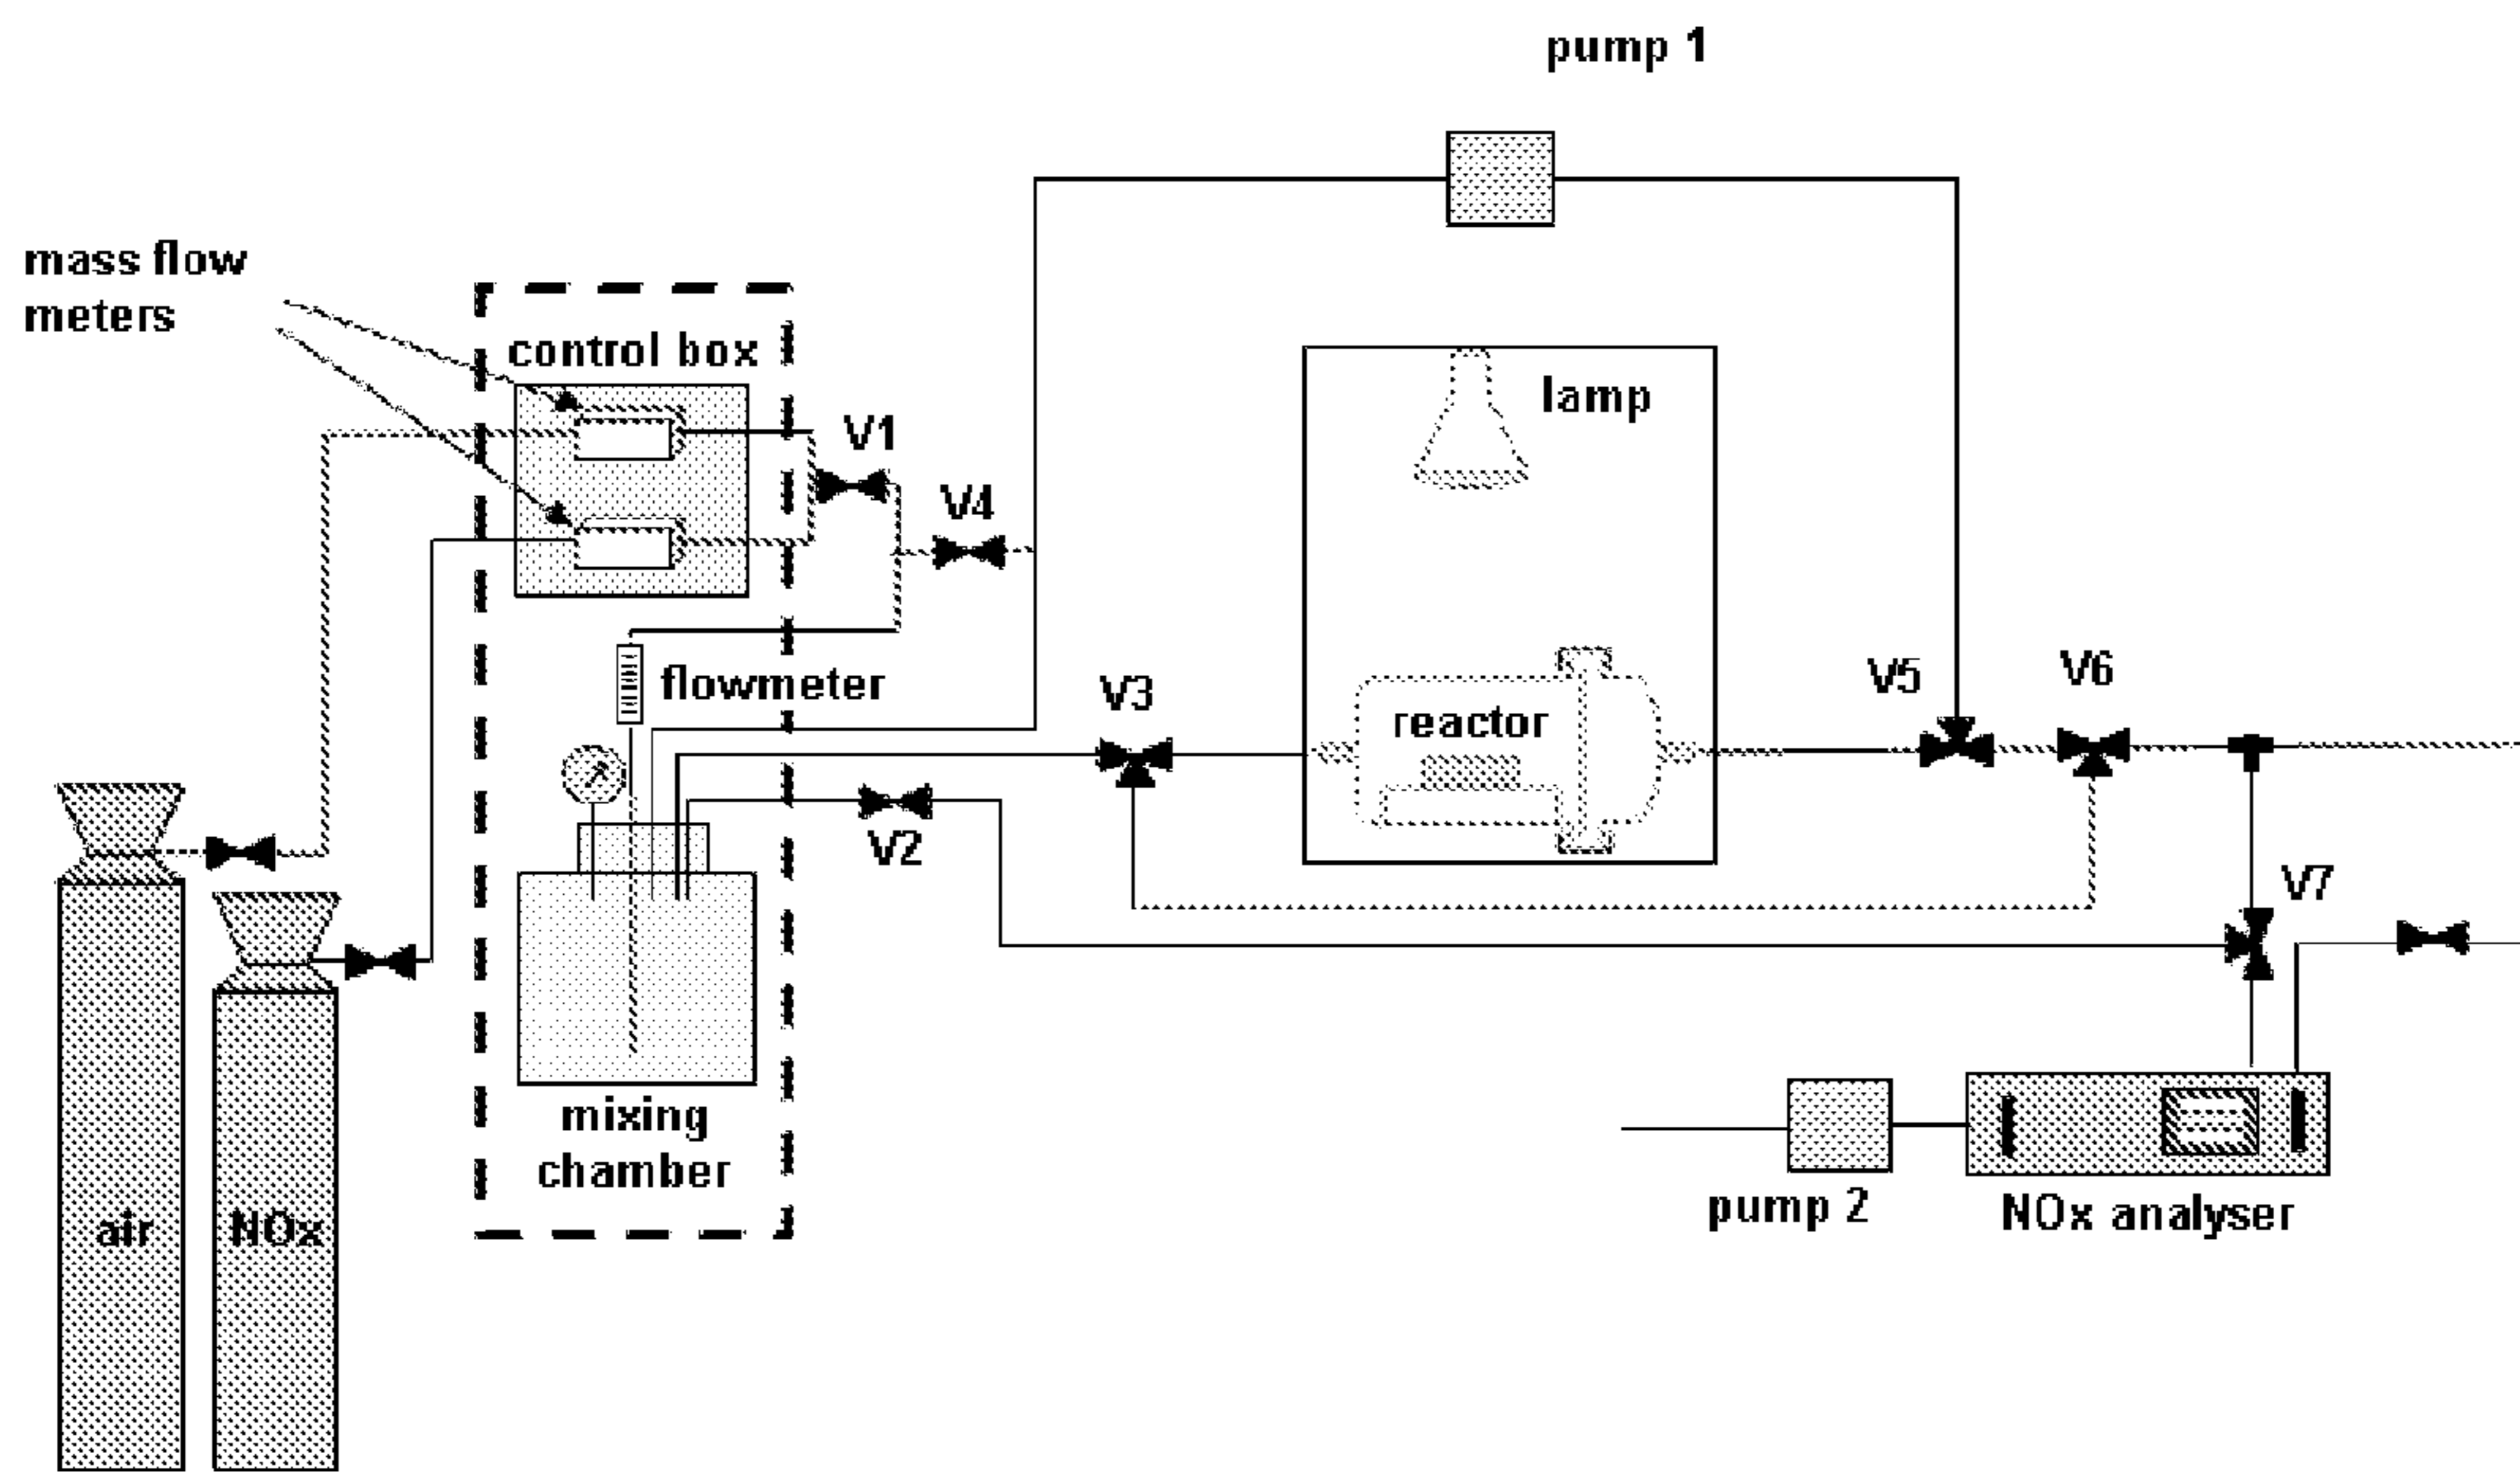 pump 1
mass flow
meters
control box
V1
lamp
V4
flowmeter
V3
reactor
V5
V6
V2
V7
mixing
chamber
air
NOx
pump 2
NOx analyser